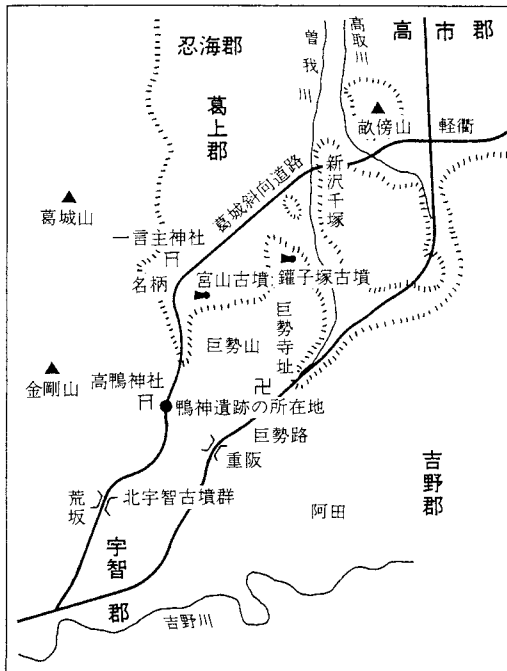 高市郡
高取川
曽我川
忍海郡
葛上郡
畝傍山
軽衢
新沢千塚
葛城斜向道路
葛城山
一言主神社
名柄
宮山古墳
鑵子塚古墳
巨勢山
巨勢寺址
金剛山
高鴨神社
鴨神遺跡の所在地
巨勢路
重阪
吉野郡
荒坂
北宇智古墳群
阿田
宇智郡
吉野川